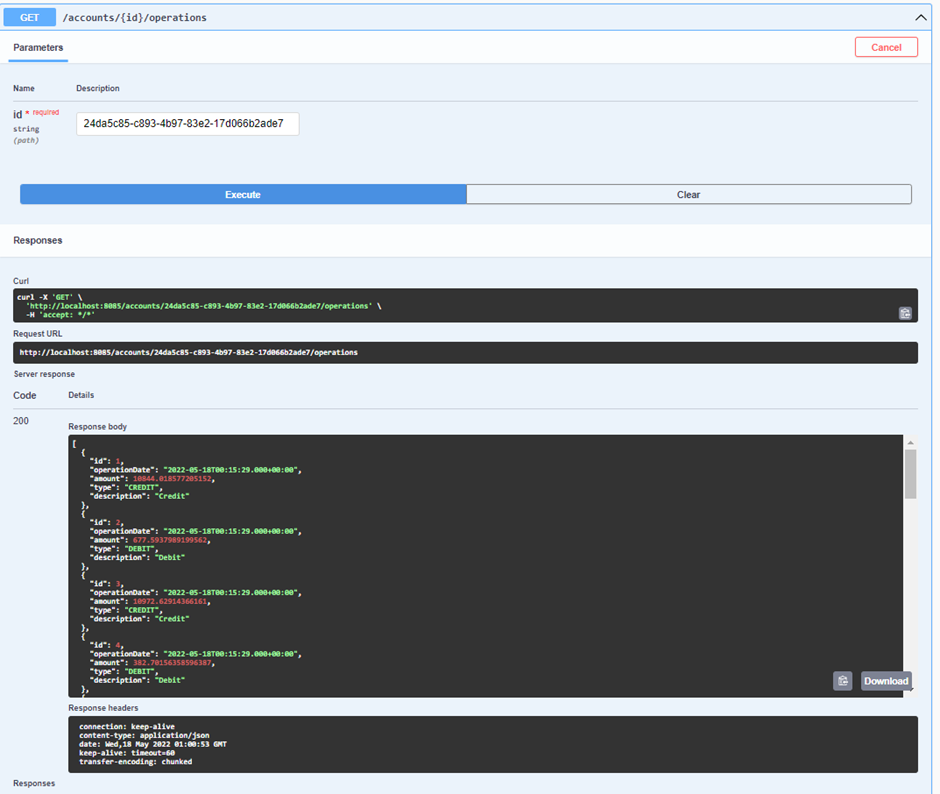 GET /accounts/{id}/operations
Parameters
Cancel
Name Description
id * required
string
(path)
24da5c85-c893-4b97-83e2-17d066b2ade7
Execute Clear
Responses
Curl
curl -X 'GET' \
'http://localhost:8085/accounts/24da5c85-c893-4b97-83e2-17d066b2ade7/operations' \
-H 'accept: */*'
Request URL
http://localhost:8085/accounts/24da5c85-c893-4b97-83e2-17d066b2ade7/operations
Server response
Code Details
200
Response body
[
{
"id": 1,
"operationDate": "2022-05-18T00:15:29.000+00:00",
"amount": 10844.018577205152,
"type": "CREDIT",
"description": "Credit"
},
{
"id": 2,
"operationDate": "2022-05-18T00:15:29.000+00:00",
"amount": 677.5937989199562,
"type": "DEBIT",
"description": "Debit"
},
{
"id": 3,
"operationDate": "2022-05-18T00:15:29.000+00:00",
"amount": 10972.62914366161,
"type": "CREDIT",
"description": "Credit"
},
{
"id": 4,
"operationDate": "2022-05-18T00:15:29.000+00:00",
"amount": 382.70156358596387,
"type": "DEBIT",
"description": "Debit"
},
Download
Response headers
connection: keep-alive
content-type: application/json
date: Wed,18 May 2022 01:00:53 GMT
keep-alive: timeout=60
transfer-encoding: chunked
Responses